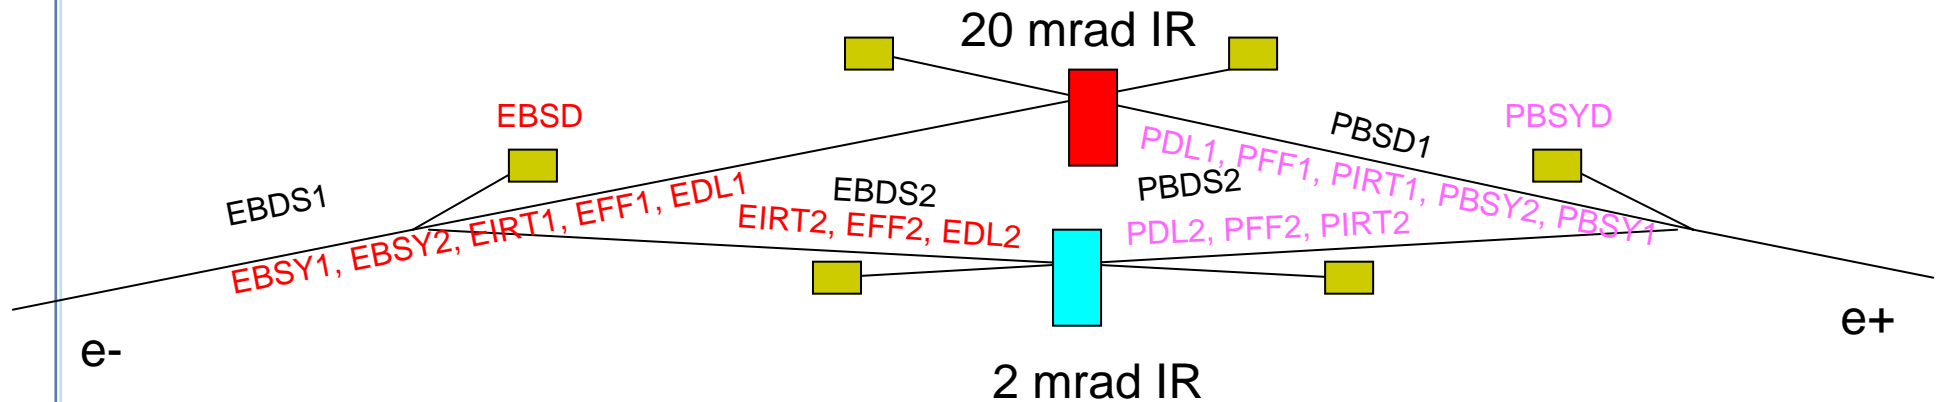 20 mrad IR
EBSD
PBSYD
PBSD1
PDL1, PFF1, PIRT1, PBSY2, PBSY1
EBDS1
EBDS2
PBDS2
EBSY1, EBSY2, EIRT1, EFF1, EDL1
EIRT2, EFF2, EDL2
PDL2, PFF2, PIRT2
e-
e+
2 mrad IR